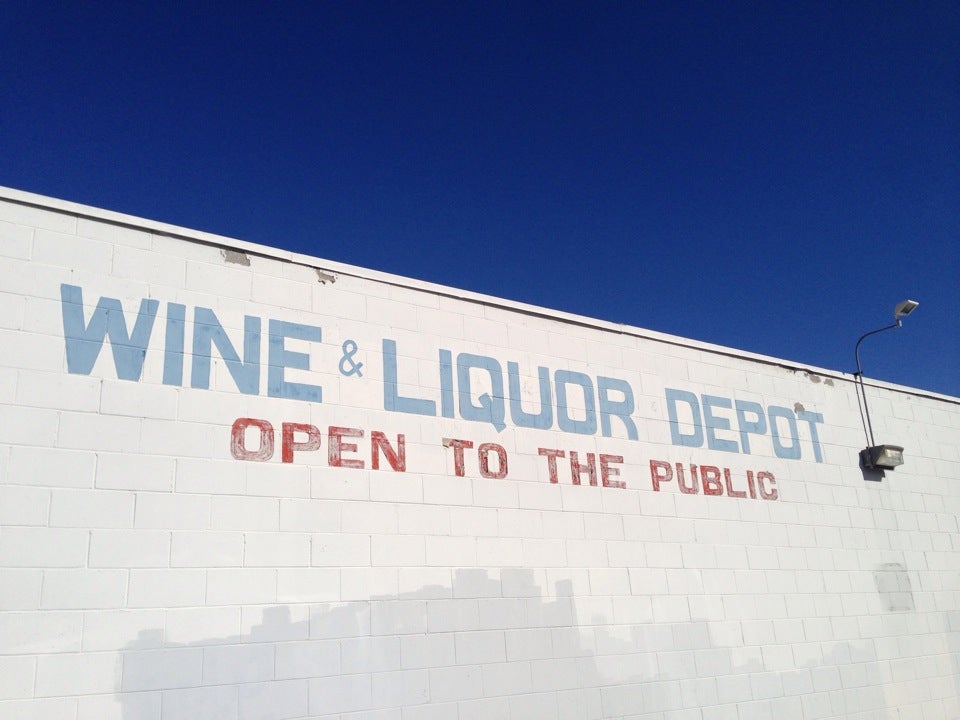 WINE & LIQUOR DEPOT
OPEN TO THE PUBLIC